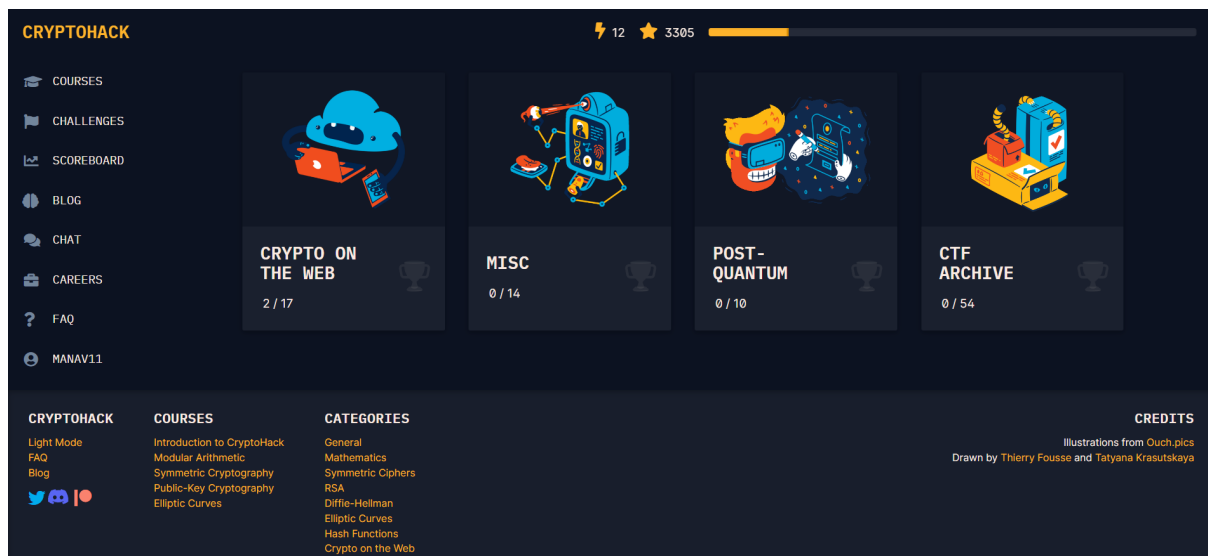 CRYPTOHACK
12 3305
COURSES
CHALLENGES
SCOREBOARD
BLOG
CHAT
CAREERS
FAQ
MANAV11
CRYPTO ON
THE WEB
2 / 17
MISC
0 / 14
POST-
QUANTUM
0 / 10
CTF
ARCHIVE
0 / 54
CRYPTOHACK
Light Mode
FAQ
Blog
COURSES
Introduction to CryptoHack
Modular Arithmetic
Symmetric Cryptography
Public-Key Cryptography
Elliptic Curves
CATEGORIES
General
Mathematics
Symmetric Ciphers
RSA
Diffie-Hellman
Elliptic Curves
Hash Functions
Crypto on the Web
CREDITS
Illustrations from Ouch.pics
Drawn by Thierry Fousse and Tatyana Krasutskaya